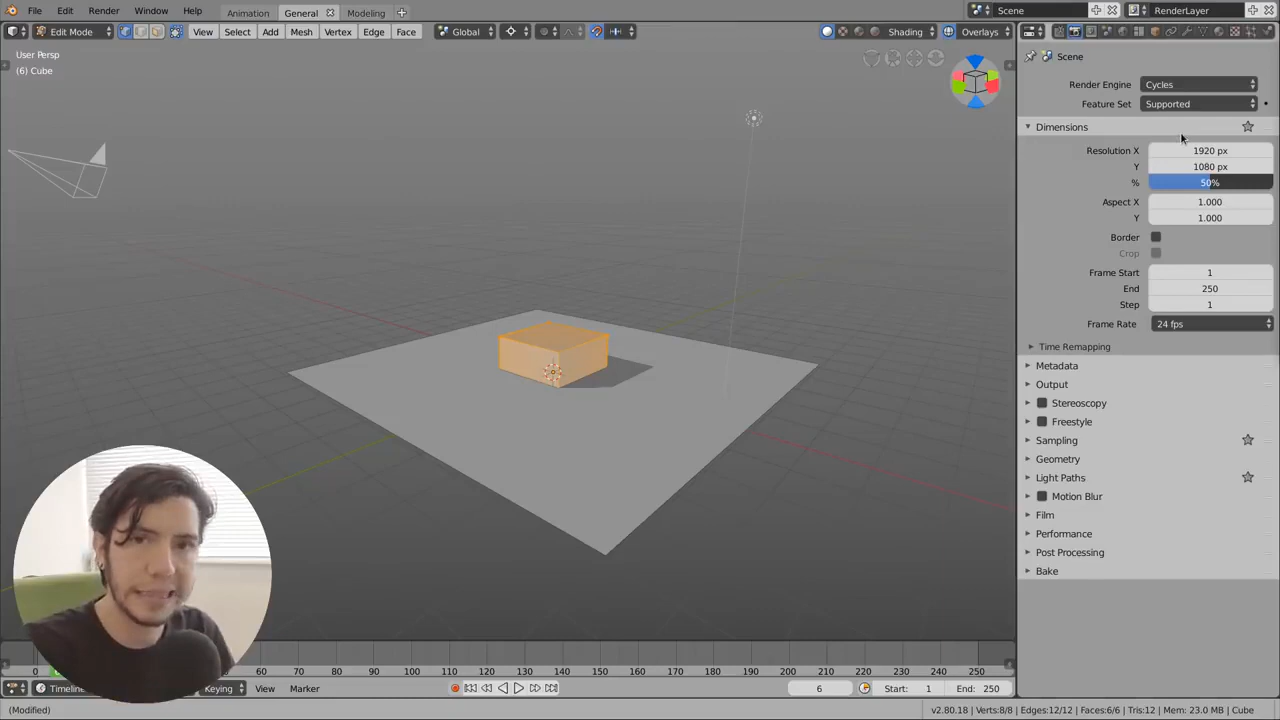 File Edit Render Window Help Animation General Modeling Scene RenderLayer
Edit Mode View Select Add Mesh Vertex Edge Face Global Shading Overlays
User Persp
(6) Cube
Scene
Render Engine Cycles
Feature Set Supported
Dimensions
Resolution X 1920 px
Y 1080 px
% 50%
Aspect X 1.000
Y 1.000
Border
Crop
Frame Start 1
End 250
Step 1
Frame Rate 24 fps
Time Remapping
Metadata
Output
Stereoscopy
Freestyle
Sampling
Geometry
Light Paths
Motion Blur
Film
Performance
Post Processing
Bake
0 60 70 80 90 100 110 120 130 140 150 160 170 180 190 200 210 220 230 240 250
Timeline Keying View Marker 6 Start: 1 End: 250
(Modified) v2.80.18 | Verts:8/8 | Edges:12/12 | Faces:6/6 | Tris:12 | Mem: 23.0 MB | Cube